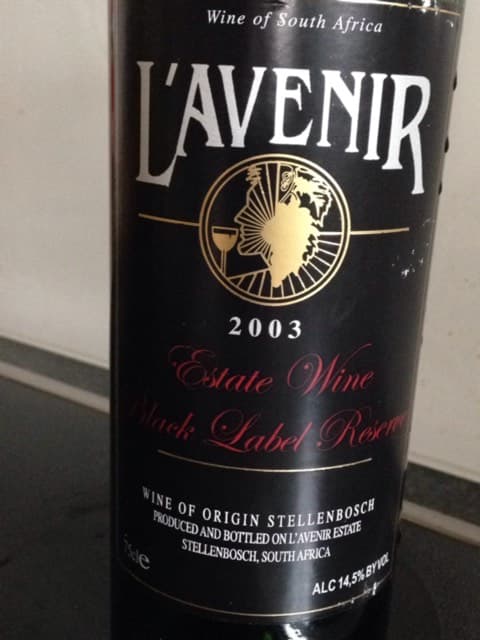 Wine of South Africa
L'AVENIR
2003
Estate Wine
Black Label Reserve
WINE OF ORIGIN STELLENBOSCH
PRODUCED AND BOTTLED ON L'AVENIR ESTATE
STELLENBOSCH, SOUTH AFRICA
75cl e
ALC 14,5% BY VOL